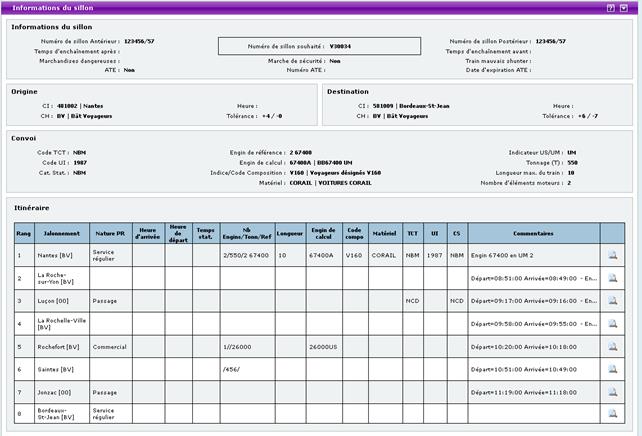 Informations du sillon
Informations du sillon
Numéro de sillon Antérieur : 123456/57
Numéro de sillon souhaité : V30034
Numéro de sillon Postérieur : 123456/57
Temps d'enchaînement après :
Temps d'enchaînement avant :
Marchandises dangereuses :
Marche de sécurité : Non
Train mauvais shunter :
ATE : Non
Numéro ATE :
Date d'expiration ATE :
Origine
CI : 481002 | Nantes
Heure :
CH : BV | Bât Voyageurs
Tolérance : +4 / -0
Destination
CI : 581009 | Bordeaux-St-Jean
Heure :
CH : BV | Bât Voyageurs
Tolérance : +6 / -7
Convoi
Code TCT : NBM
Engin de référence : 2 67400
Indicateur US/UM : UM
Code UI : 1987
Engin de calcul : 67400A | BB67400 UM
Tonnage (T) : 550
Cat. Stat. : NBM
Indice/Code Composition : V160 | Voyageurs désignés V160
Longueur max. du train : 10
Matériel : CORAIL | VOITURES CORAIL
Nombre d'éléments moteurs : 2
Itinéraire
Rang Jalonnement Nature PR Heure d'arrivée Heure de départ Temps stat. Nb Engins/Tonn/Ref Longueur Engin de calcul Code compo Matériel TCT UI CS Commentaires
1 Nantes [BV] Service régulier 2/550/2 67400 10 67400A V160 CORAIL NBM 1987 NBM Engin 67400 en UM 2
2 La Roche-sur-Yon [BV] Départ=08:51:00 Arrivée=08:49:00 - En...
3 Luçon [00] Passage NCD NCD Départ=09:17:00 Arrivée=09:16:00 - En...
4 La Rochelle-Ville [BV] Départ=09:58:00 Arrivée=09:55:00 - En...
5 Rochefort [BV] Commercial 1//26000 26000US Départ=10:20:00 Arrivée=10:18:00
6 Saintes [BV] /456/ Départ=10:51:00 Arrivée=10:49:00
7 Jonzac [00] Passage Départ=11:19:00 Arrivée=11:18:00
8 Bordeaux-St-Jean [BV] Service régulier